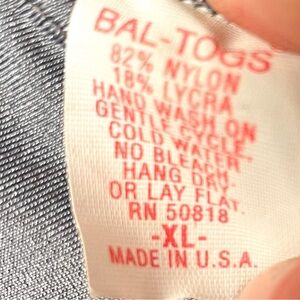 BAL-TOGS
82% NYLON
18% LYCRA
HAND WASH ON
GENTLE CYCLE.
COLD WATER.
NO BLEACH.
HANG DRY.
OR LAY FLAT.
RN 50818
-XL-
MADE IN U.S.A.